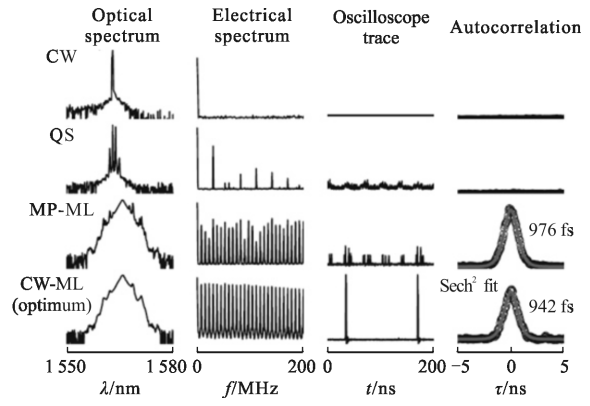 Optical spectrum
Electrical spectrum
Oscilloscope trace
Autocorrelation
CW
QS
MP-ML
976 fs
CW-ML (optimum)
Sech² fit
942 fs
1 550 1 580
0 200
0 200
−5 0 5
λ/nm
f/MHz
t/ns
τ/ns